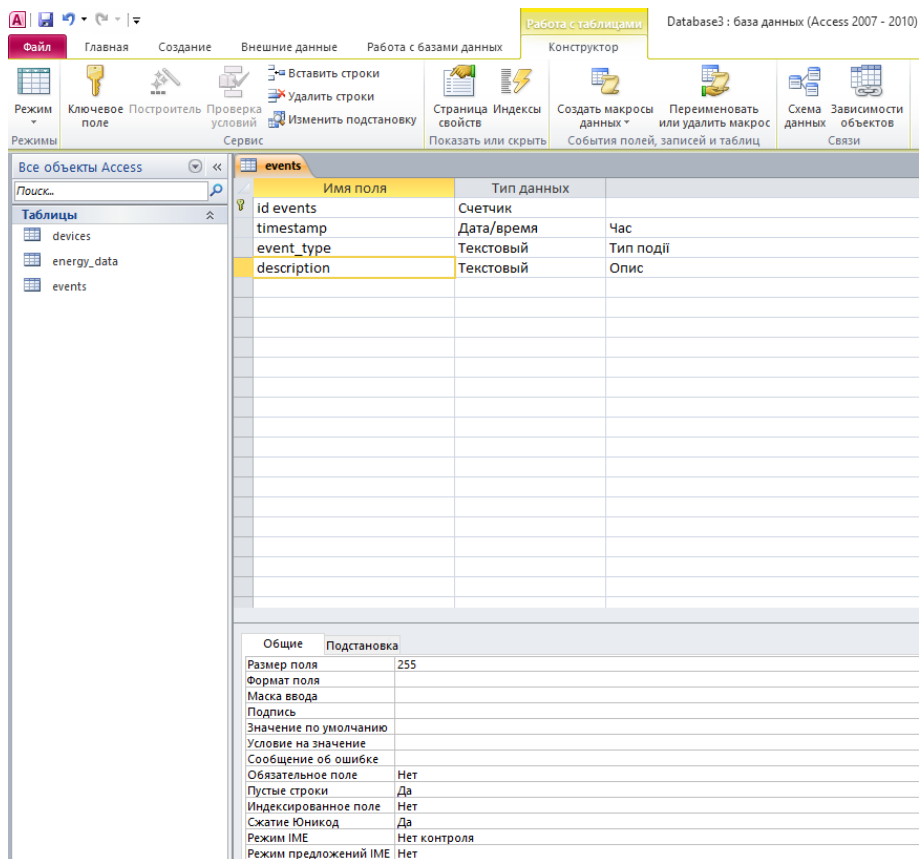 A
Работа с таблицами
Database3 : база данных (Access 2007 - 2010)
Файл Главная Создание Внешние данные Работа с базами данных Конструктор
Режим
Ключевое поле
Построитель
Проверка условий
Вставить строки
Удалить строки
Изменить подстановку
Страница свойств
Индексы
Создать макросы данных
Переименовать или удалить макрос
Схема данных
Зависимости объектов
Режимы Сервис Показать или скрыть События полей, записей и таблиц Связи
Все объекты Access «
Поиск...
Таблицы
devices
energy_data
events
events
Имя поля Тип данных
id events Счетчик
timestamp Дата/время Час
event_type Текстовый Тип події
description Текстовый Опис
Общие Подстановка
Размер поля 255
Формат поля
Маска ввода
Подпись
Значение по умолчанию
Условие на значение
Сообщение об ошибке
Обязательное поле Нет
Пустые строки Да
Индексированное поле Нет
Сжатие Юникод Да
Режим IME Нет контроля
Режим предложений IME Нет